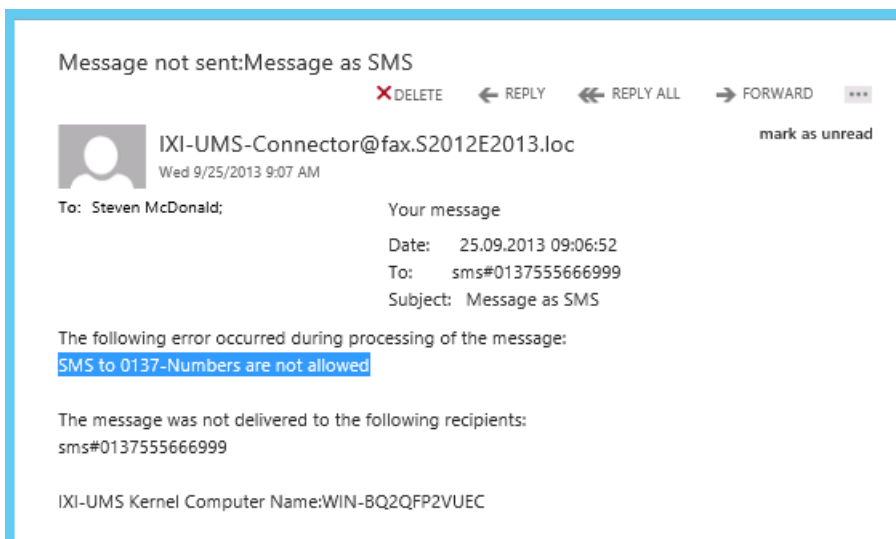 Message not sent:Message as SMS
DELETE REPLY REPLY ALL FORWARD ...
IXI-UMS-Connector@fax.S2012E2013.loc
mark as unread
Wed 9/25/2013 9:07 AM
To: Steven McDonald;
Your message
Date: 25.09.2013 09:06:52
To: sms#0137555666999
Subject: Message as SMS
The following error occurred during processing of the message:
SMS to 0137-Numbers are not allowed
The message was not delivered to the following recipients:
sms#0137555666999
IXI-UMS Kernel Computer Name:WIN-BQ2QFP2VUEC